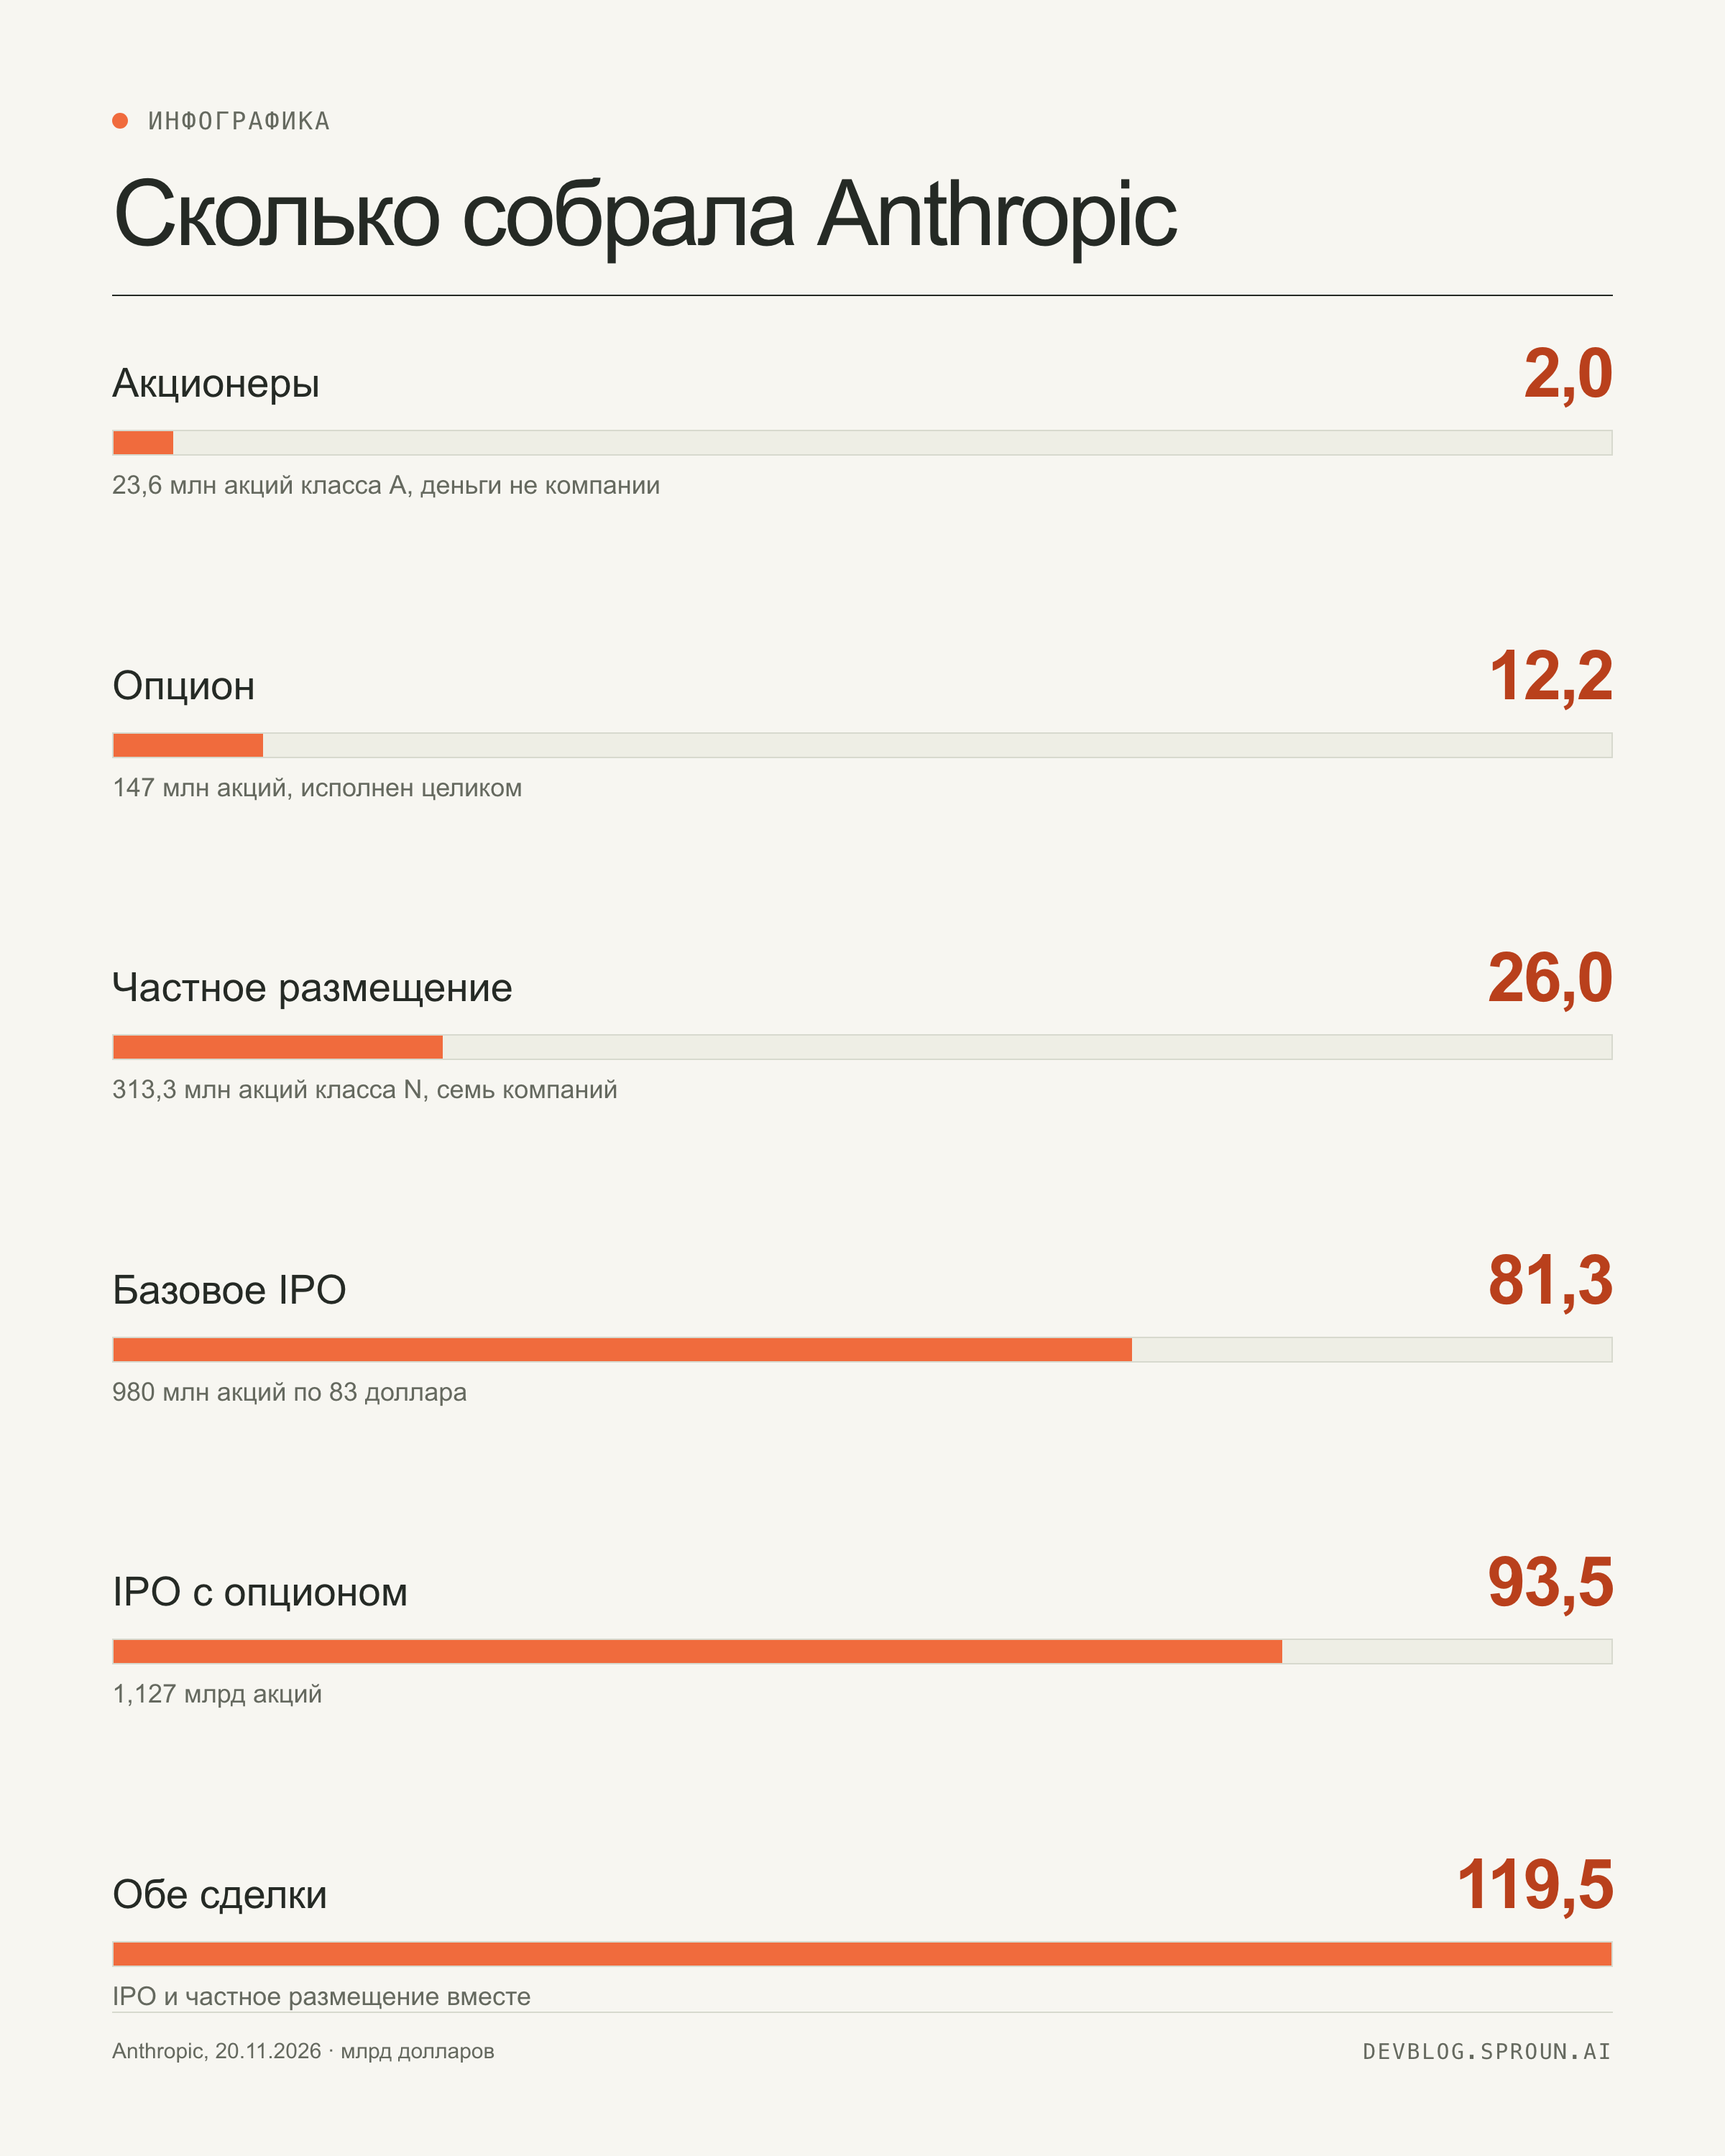 ИНФОГРАФИКА
Сколько собрала Anthropic
Акционеры 2,0
23,6 млн акций класса A, деньги не компании
Опцион 12,2
147 млн акций, исполнен целиком
Частное размещение 26,0
313,3 млн акций класса N, семь компаний
Базовое IPO 81,3
980 млн акций по 83 доллара
IPO с опционом 93,5
1,127 млрд акций
Обе сделки 119,5
IPO и частное размещение вместе
Anthropic, 20.11.2026 · млрд долларов DEVBLOG.SPROUN.AI